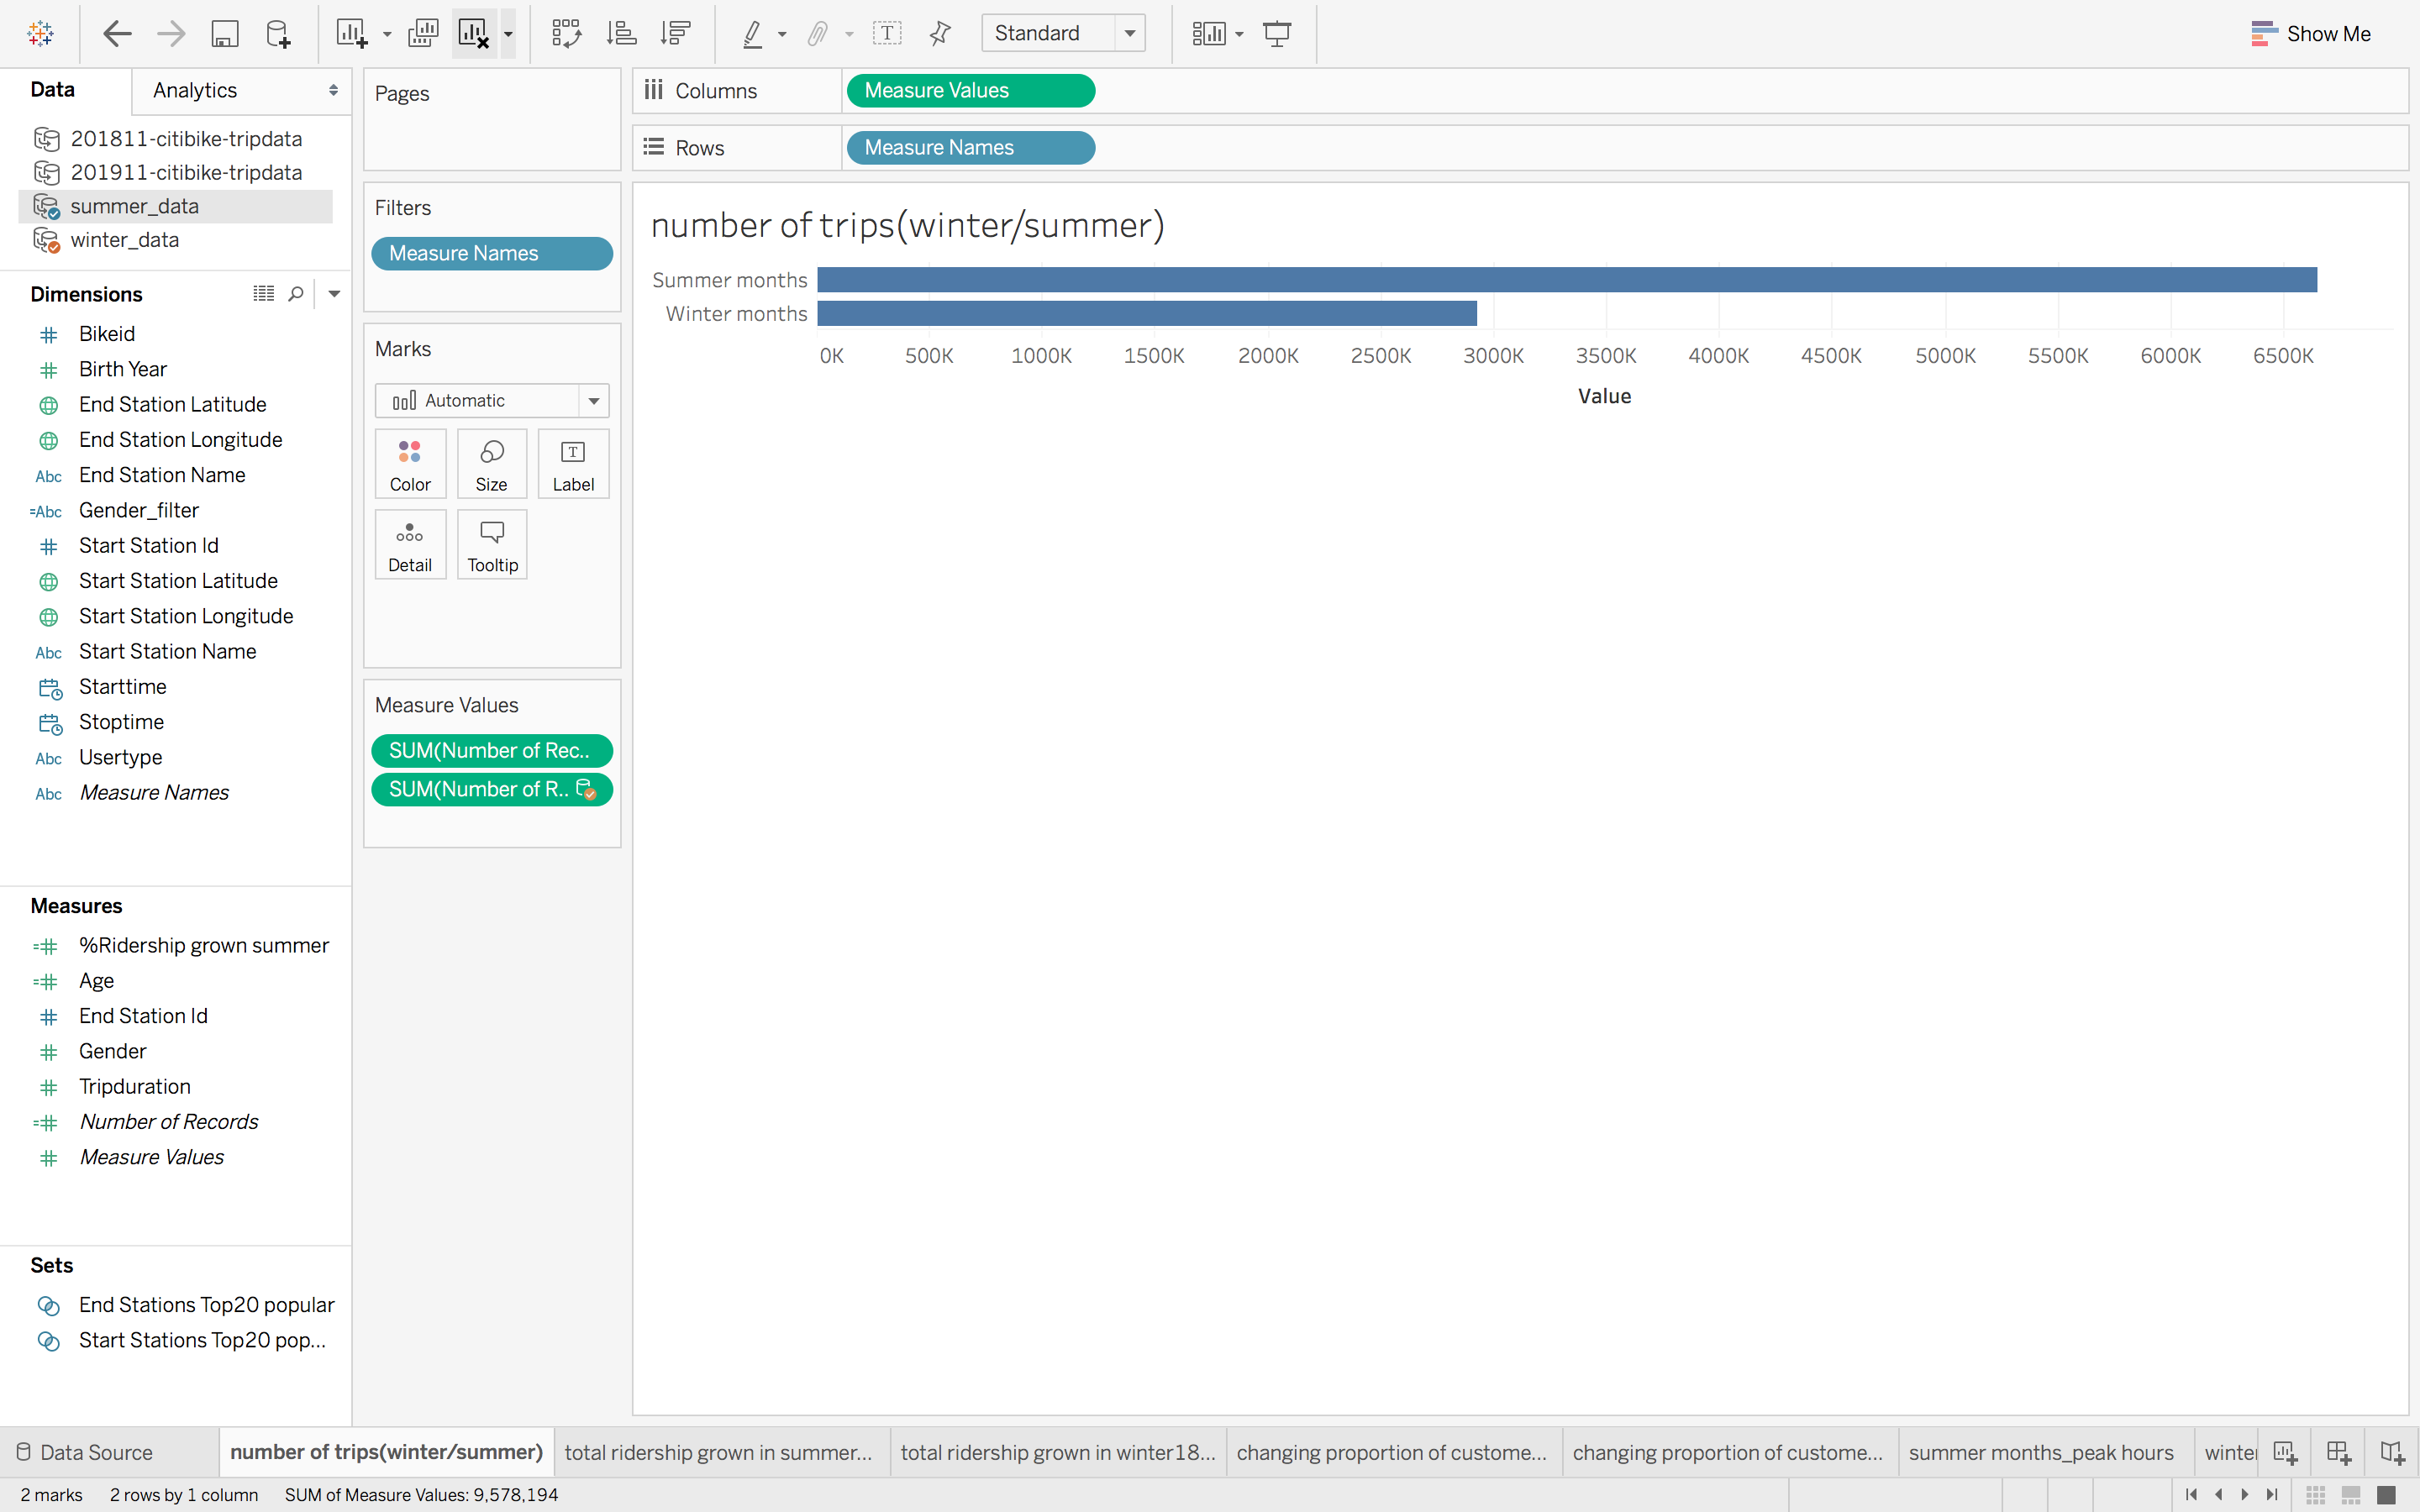 Standard
Show Me
Data
Analytics
201811-citibike-tripdata
201911-citibike-tripdata
summer_data
winter_data
Dimensions
Bikeid
Birth Year
End Station Latitude
End Station Longitude
Abc End Station Name
=Abc Gender_filter
Start Station Id
Start Station Latitude
Start Station Longitude
Abc Start Station Name
Starttime
Stoptime
Abc Usertype
Abc Measure Names
Measures
%Ridership grown summer
Age
End Station Id
Gender
Tripduration
Number of Records
Measure Values
Sets
End Stations Top20 popular
Start Stations Top20 pop...
Pages
Filters
Measure Names
Marks
Automatic
Color Size Label
Detail Tooltip
Measure Values
SUM(Number of Rec..
SUM(Number of R..
Columns Measure Values
Rows Measure Names
number of trips(winter/summer)
Summer months
Winter months
0K 500K 1000K 1500K 2000K 2500K 3000K 3500K 4000K 4500K 5000K 5500K 6000K 6500K
Value
Data Source number of trips(winter/summer) total ridership grown in summer... total ridership grown in winter18... changing proportion of custome... changing proportion of custome... summer months_peak hours winter
2 marks 2 rows by 1 column SUM of Measure Values: 9,578,194